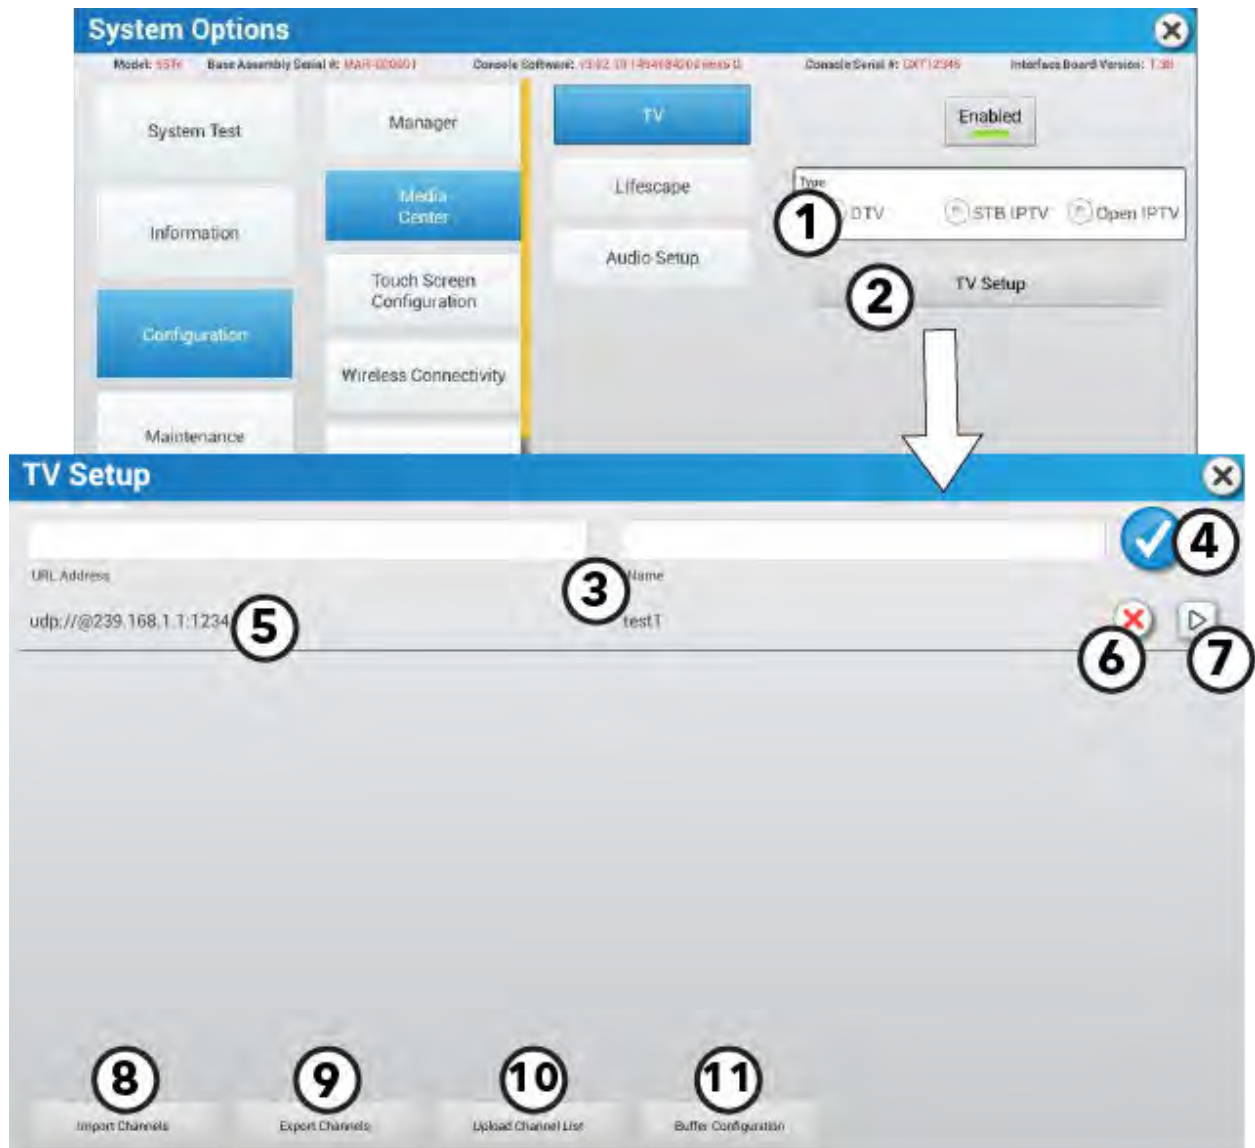 System Options
Model: Base Assembly Serial #: MAR-000001 Console Software: Console Serial #: CXT12345 Interface Board Version:
System Test
Manager
TV
Enabled
Information
Media
Center
Lifescape
Type
1 DTV STB IPTV Open IPTV
Configuration
Touch Screen
Configuration
Audio Setup
2 TV Setup
Wireless Connectivity
Maintenance
TV Setup
4
URL Address 3 Name
udp://@239.168.1.1:1234 5 test1
6 7
8 9 10 11
Import Channels Export Channels Upload Channel List Buffer Configuration